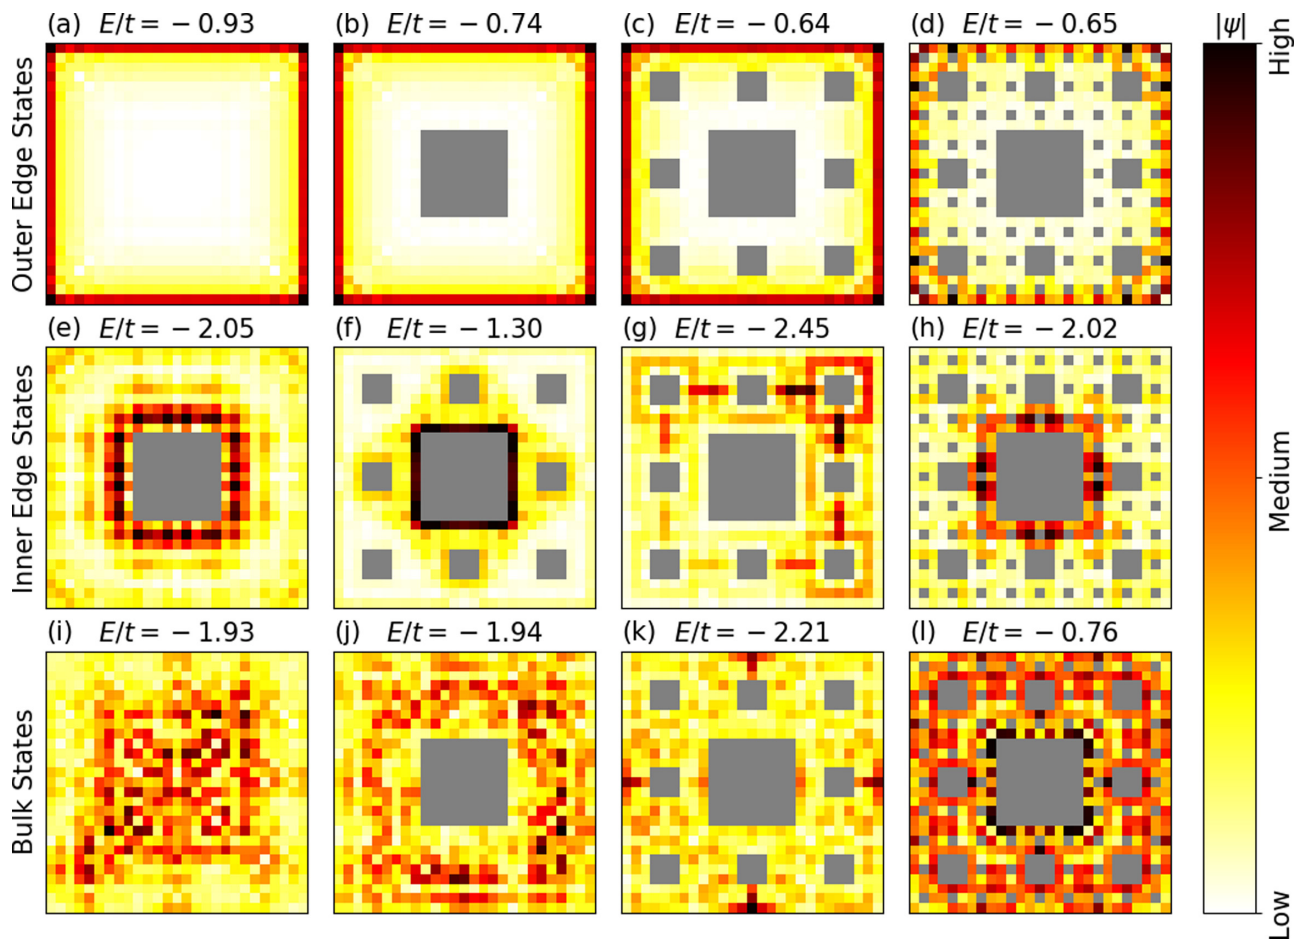 (a) E/t = − 0.93
(b) E/t = − 0.74
(c) E/t = − 0.64
(d) E/t = − 0.65
|ψ|
High
Outer Edge States
(e) E/t = − 2.05
(f) E/t = − 1.30
(g) E/t = − 2.45
(h) E/t = − 2.02
Inner Edge States
Medium
(i) E/t = − 1.93
(j) E/t = − 1.94
(k) E/t = − 2.21
(l) E/t = − 0.76
Bulk States
Low